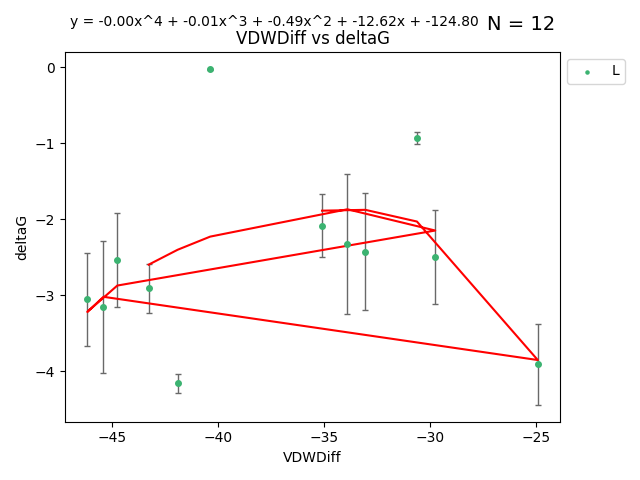 y = -0.00x^4 + -0.01x^3 + -0.49x^2 + -12.62x + -124.80 N = 12
VDWDiff vs deltaG
L
0
−1
−2
−3
−4
deltaG
−45 −40 −35 −30 −25
VDWDiff